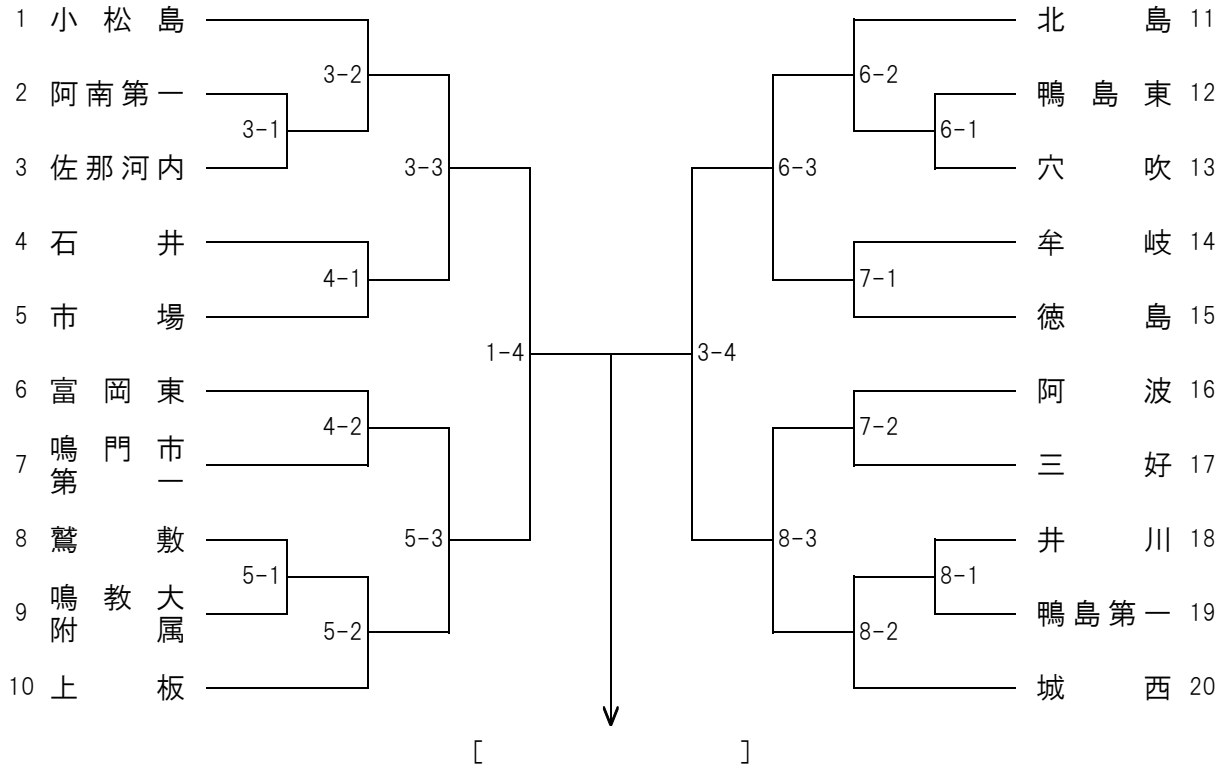 1 小松島
2 阿南第一
3 佐那河内
4 石井
5 市場
6 富岡東
7 鳴門市
第一
8 鷲敷
9 鳴教大
附属
10 上板
3-2
3-1
3-3
4-1
1-4
4-2
5-3
5-1
5-2
北島 11
鴨島東 12
穴吹 13
牟岐 14
徳島 15
阿波 16
三好 17
井川 18
鴨島第一 19
城西 20
6-2
6-1
6-3
7-1
3-4
7-2
8-3
8-1
8-2
[ ]